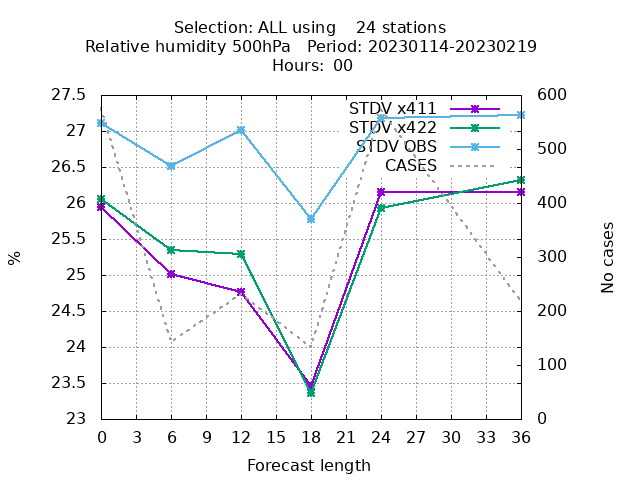 Selection: ALL using    24 stations
Relative humidity 500hPa   Period: 20230114-20230219
Hours:  00
27.5
27
26.5
26
25.5
25
24.5
24
23.5
23
%
600
500
400
300
200
100
0
No cases
STDV x411
STDV x422
STDV OBS
CASES
0 3 6 9 12 15 18 21 24 27 30 33 36
Forecast length